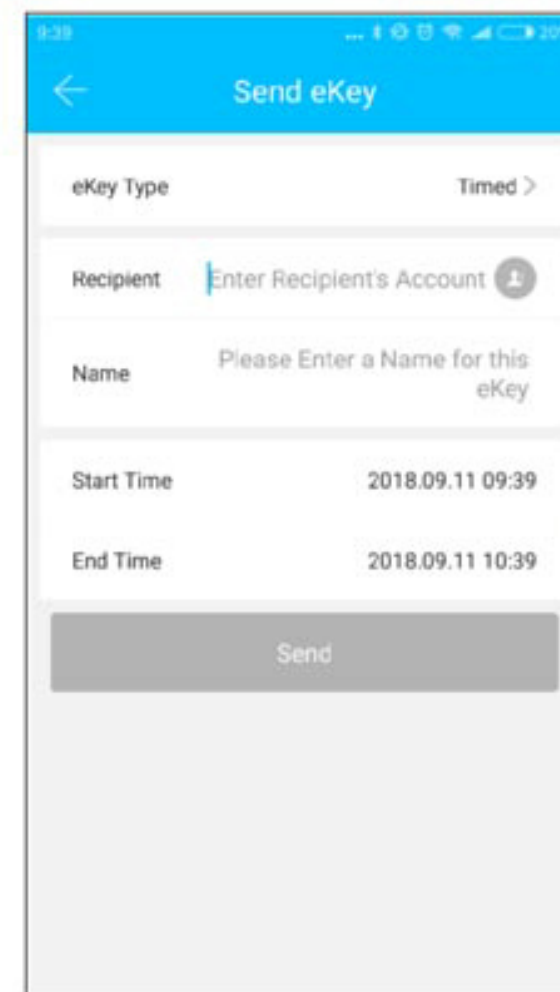 9:39
... 20
Send eKey
eKey Type Timed >
Recipient Enter Recipient's Account
Name Please Enter a Name for this
eKey
Start Time 2018.09.11 09:39
End Time 2018.09.11 10:39
Send